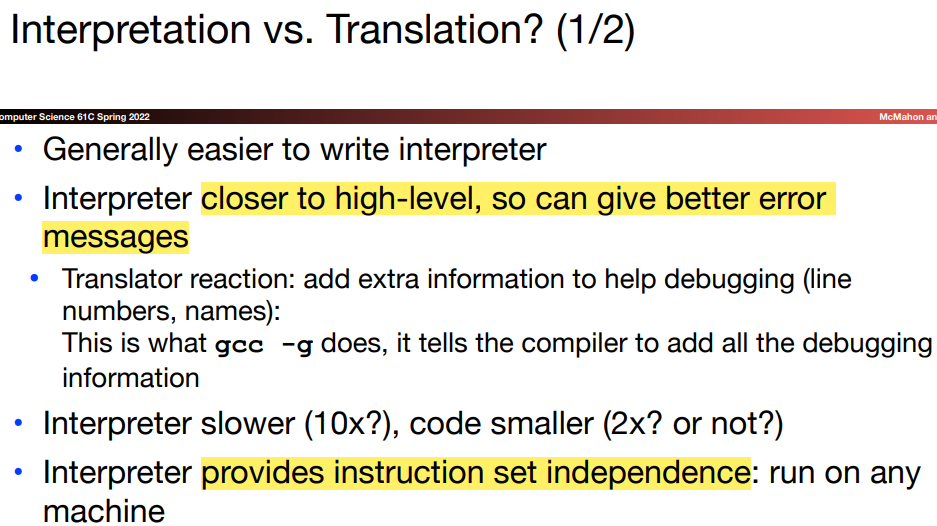 Interpretation vs. Translation? (1/2)
omputer Science 61C Spring 2022
McMahon an
• Generally easier to write interpreter
• Interpreter closer to high-level, so can give better error
messages
• Translator reaction: add extra information to help debugging (line
numbers, names):
This is what gcc -g does, it tells the compiler to add all the debugging
information
• Interpreter slower (10x?), code smaller (2x? or not?)
• Interpreter provides instruction set independence: run on any
machine